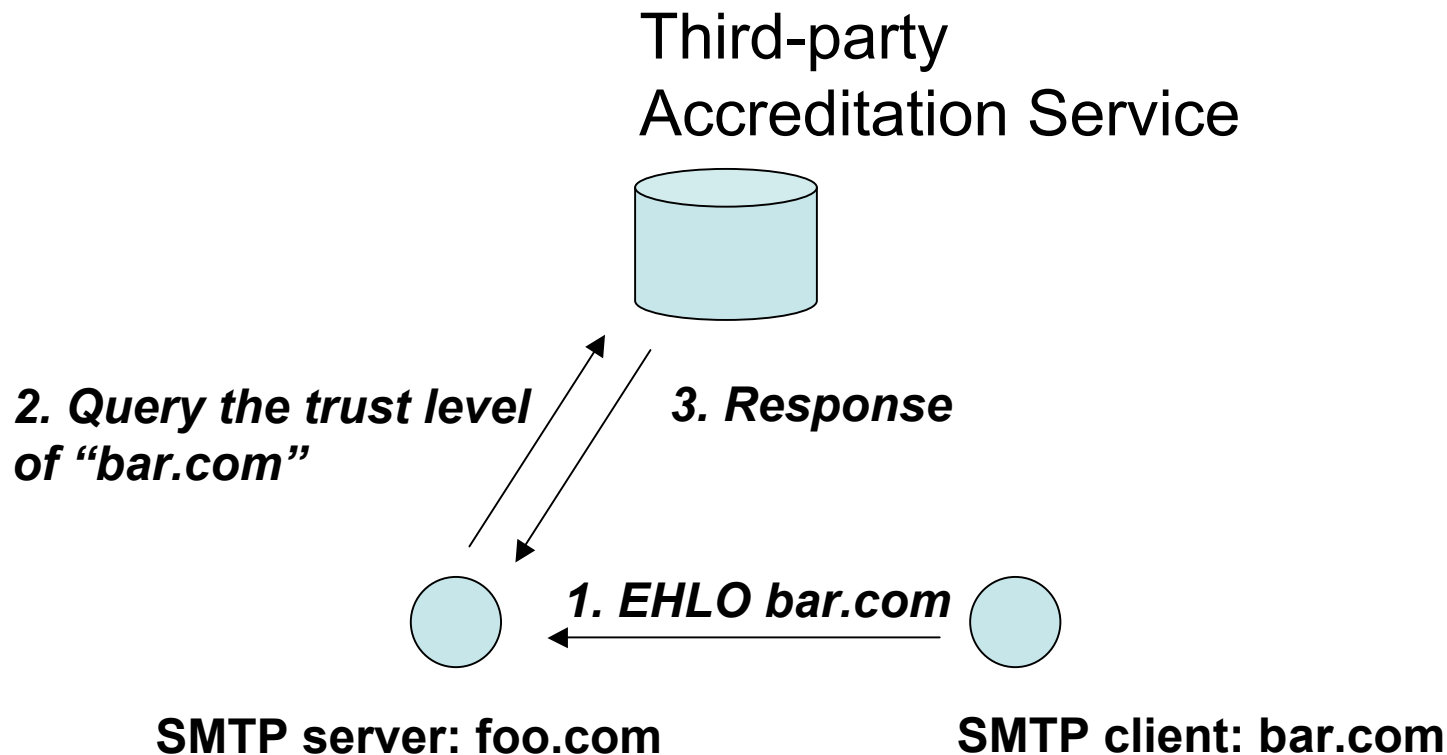 Third-party
Accreditation Service
2. Query the trust level
of “bar.com”
3. Response
1. EHLO bar.com
SMTP server: foo.com
SMTP client: bar.com